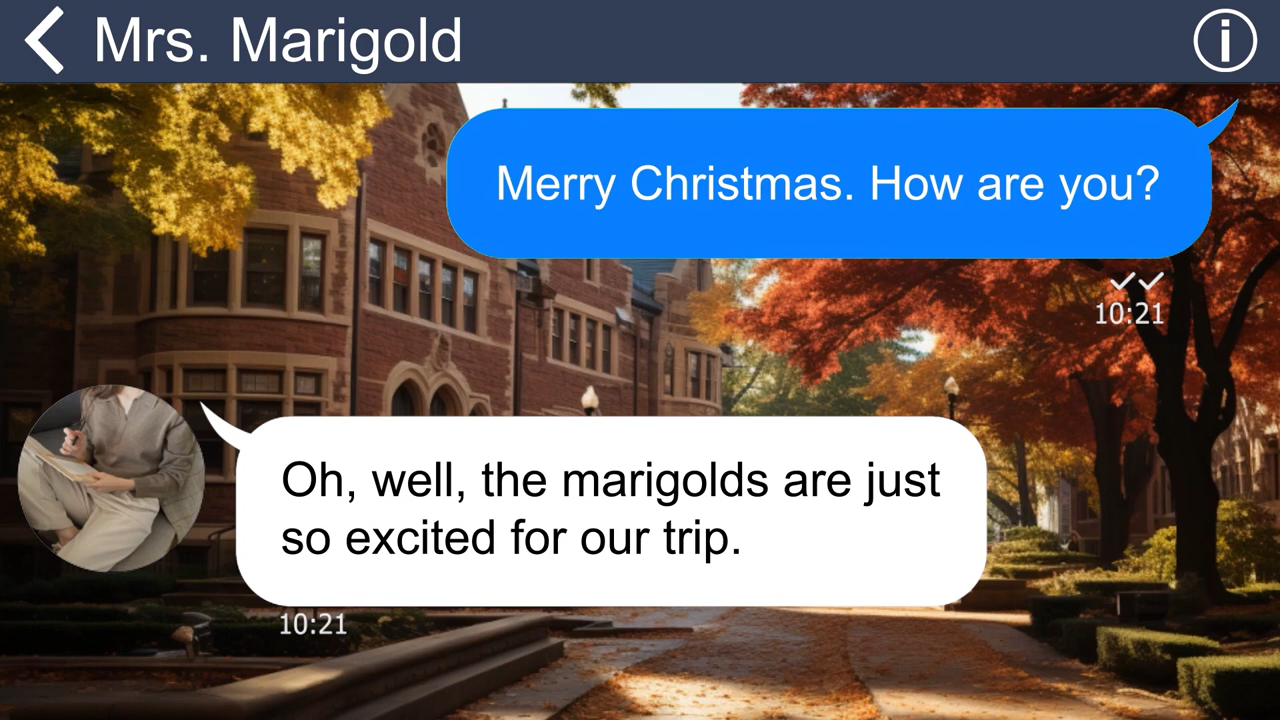 Mrs. Marigold
Merry Christmas. How are you?
10:21
Oh, well, the marigolds are just
so excited for our trip.
10:21